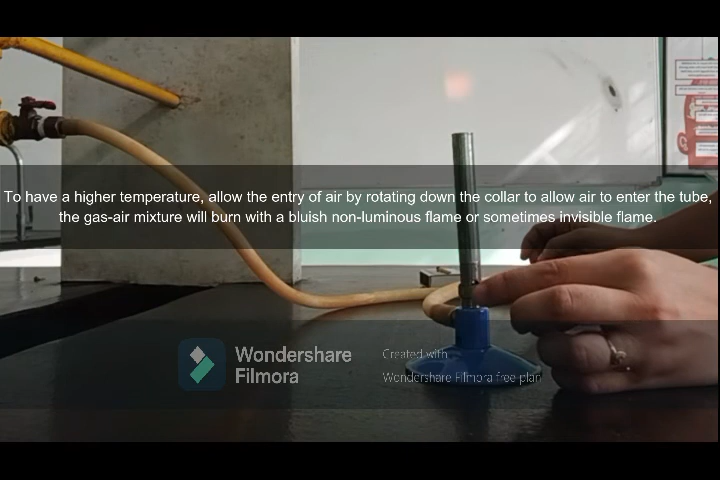 To have a higher temperature, allow the entry of air by rotating down the collar to allow air to enter the tube,
the gas-air mixture will burn with a bluish non-luminous flame or sometimes invisible flame.
Wondershare
Filmora
Created with
Wondershare Filmora free plan